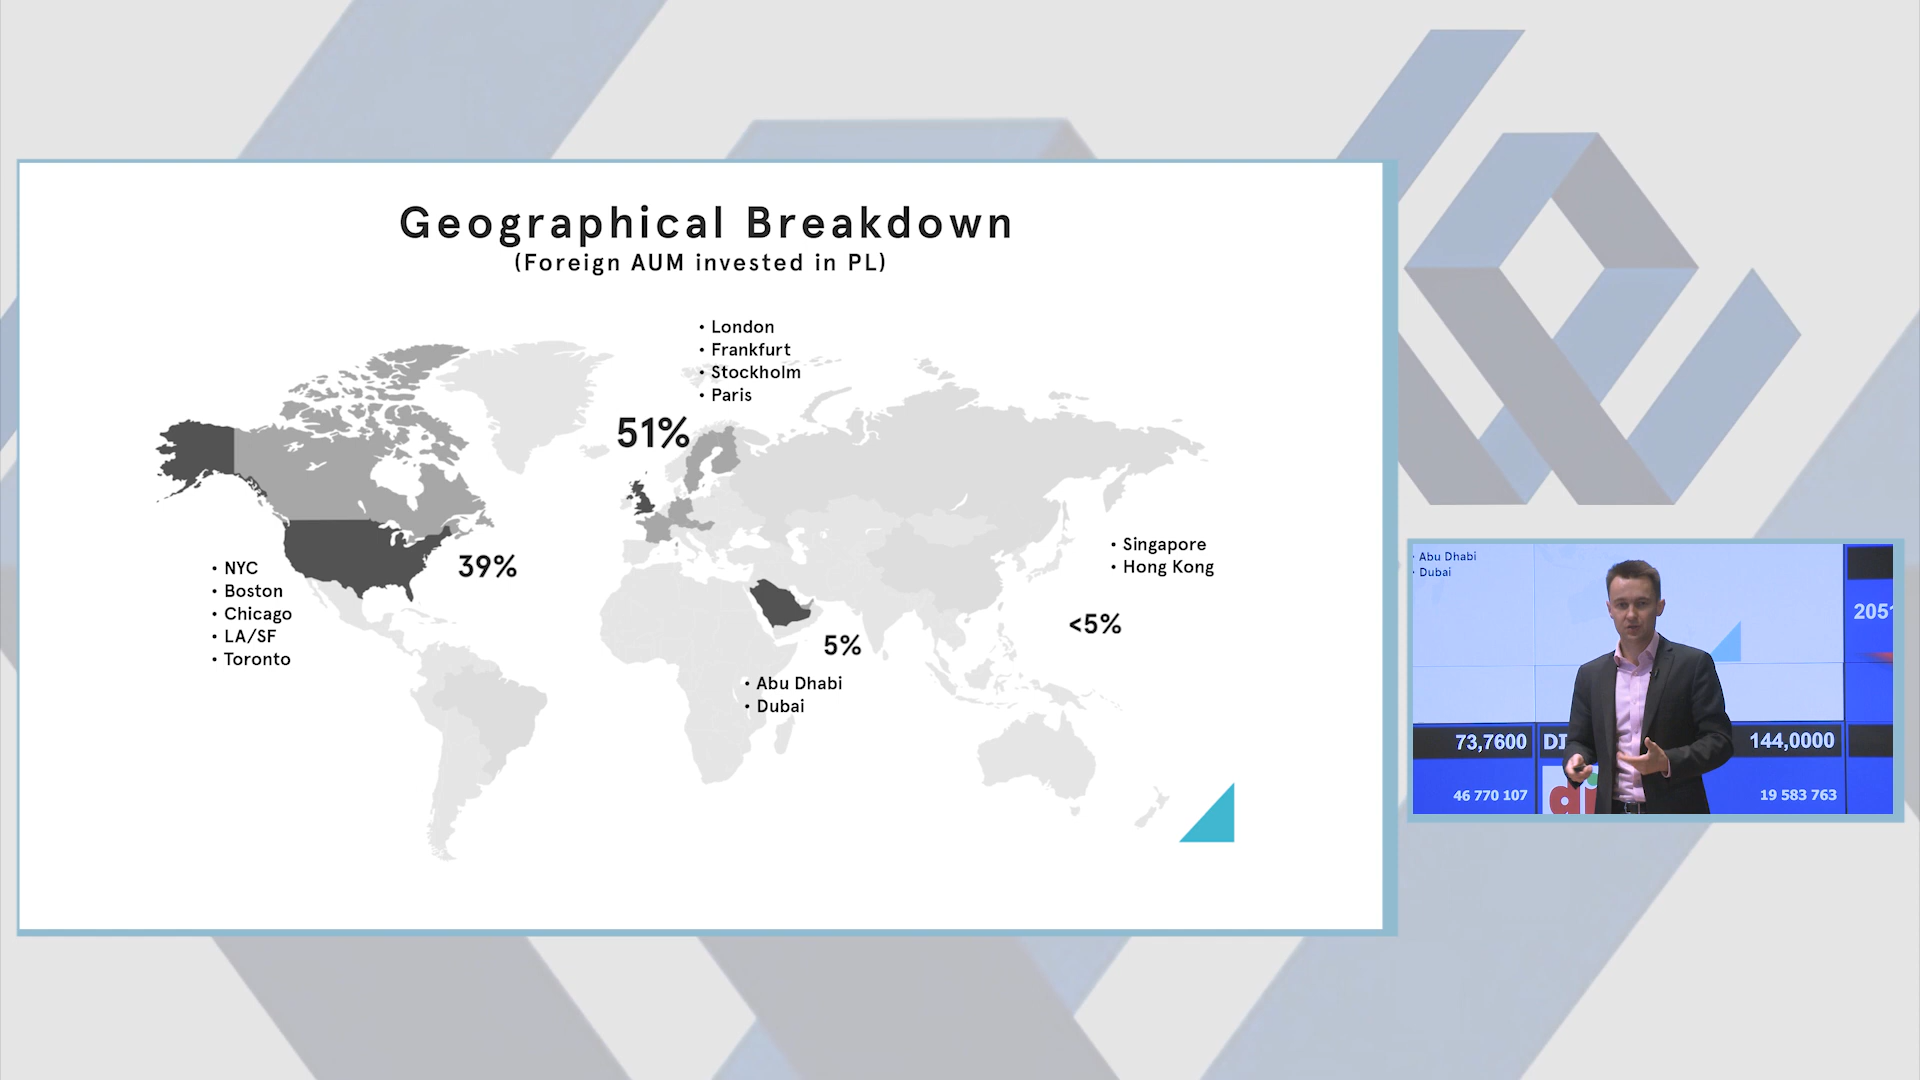 Geographical Breakdown
(Foreign AUM invested in PL)
• London
• Frankfurt
• Stockholm
• Paris
51%
• NYC
• Boston
• Chicago
• LA/SF
• Toronto
39%
• Singapore
• Hong Kong
<5%
5%
• Abu Dhabi
• Dubai
• Abu Dhabi
• Dubai
73,7600
144,0000
46 770 107
19 583 763